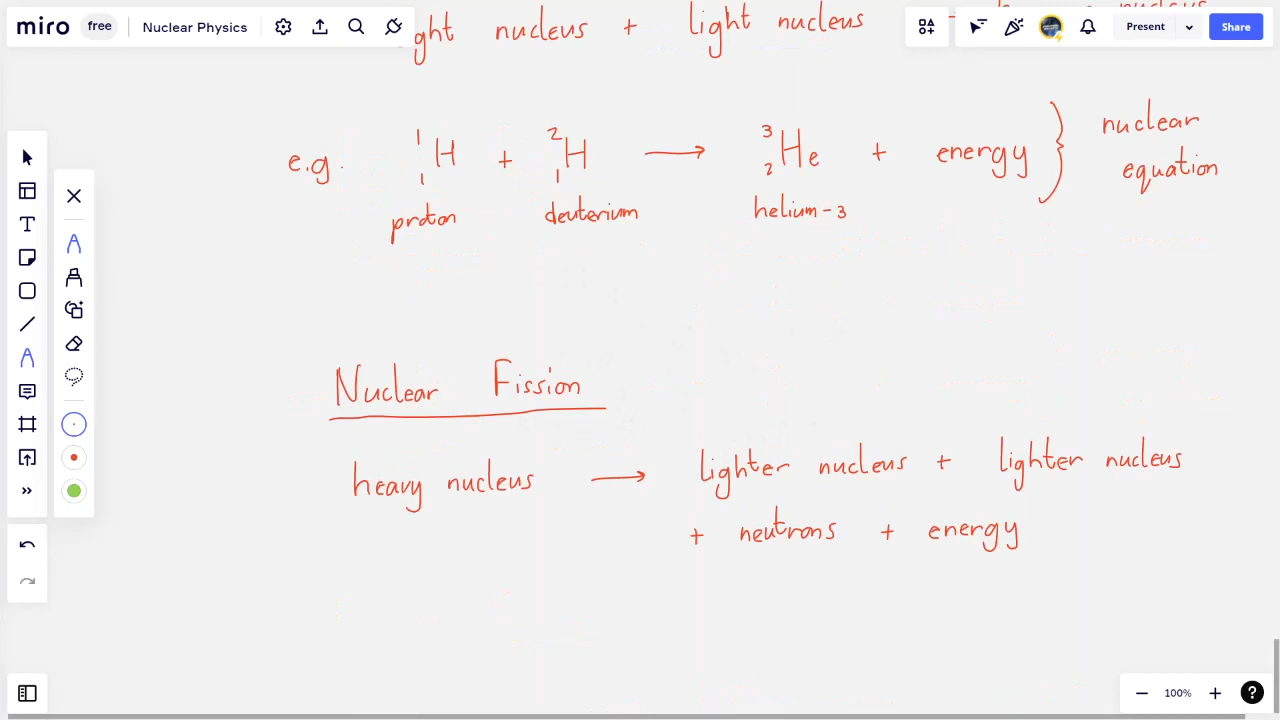 miro free Nuclear Physics Present Share
light nucleus + light nucleus
e.g. ¹₁H + ²₁H → ³₂He + energy } nuclear equation
proton deuterium helium-3
Nuclear Fission
heavy nucleus → lighter nucleus + lighter nucleus
+ neutrons + energy
100%